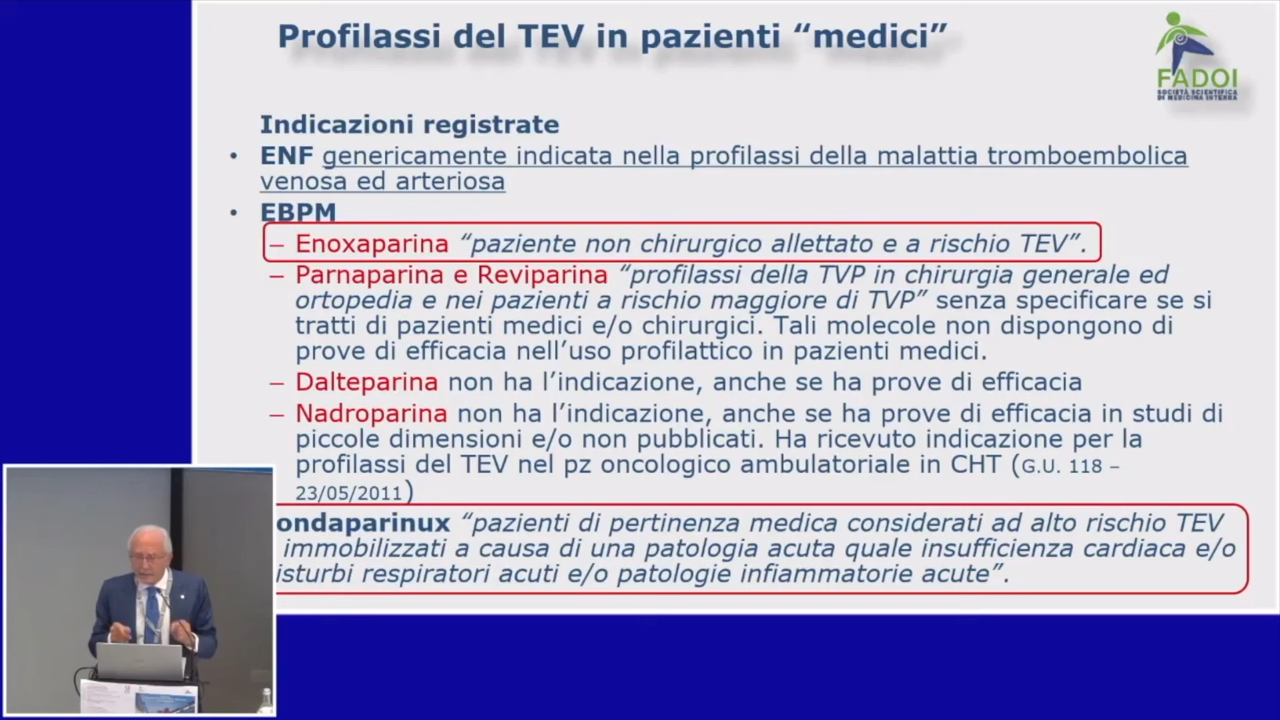 Profilassi del TEV in pazienti “medici”
FADOI
SOCIETÀ SCIENTIFICA
DI MEDICINA INTERNA
Indicazioni registrate
• ENF genericamente indicata nella profilassi della malattia tromboembolica
venosa ed arteriosa
• EBPM
– Enoxaparina “paziente non chirurgico allettato e a rischio TEV”.
– Parnaparina e Reviparina “profilassi della TVP in chirurgia generale ed
ortopedia e nei pazienti a rischio maggiore di TVP” senza specificare se si
tratti di pazienti medici e/o chirurgici. Tali molecole non dispongono di
prove di efficacia nell’uso profilattico in pazienti medici.
– Dalteparina non ha l’indicazione, anche se ha prove di efficacia
– Nadroparina non ha l’indicazione, anche se ha prove di efficacia in studi di
piccole dimensioni e/o non pubblicati. Ha ricevuto indicazione per la
profilassi del TEV nel pz oncologico ambulatoriale in CHT (G.U. 118 –
23/05/2011)
ondaparinux “pazienti di pertinenza medica considerati ad alto rischio TEV
immobilizzati a causa di una patologia acuta quale insufficienza cardiaca e/o
isturbi respiratori acuti e/o patologie infiammatorie acute”.